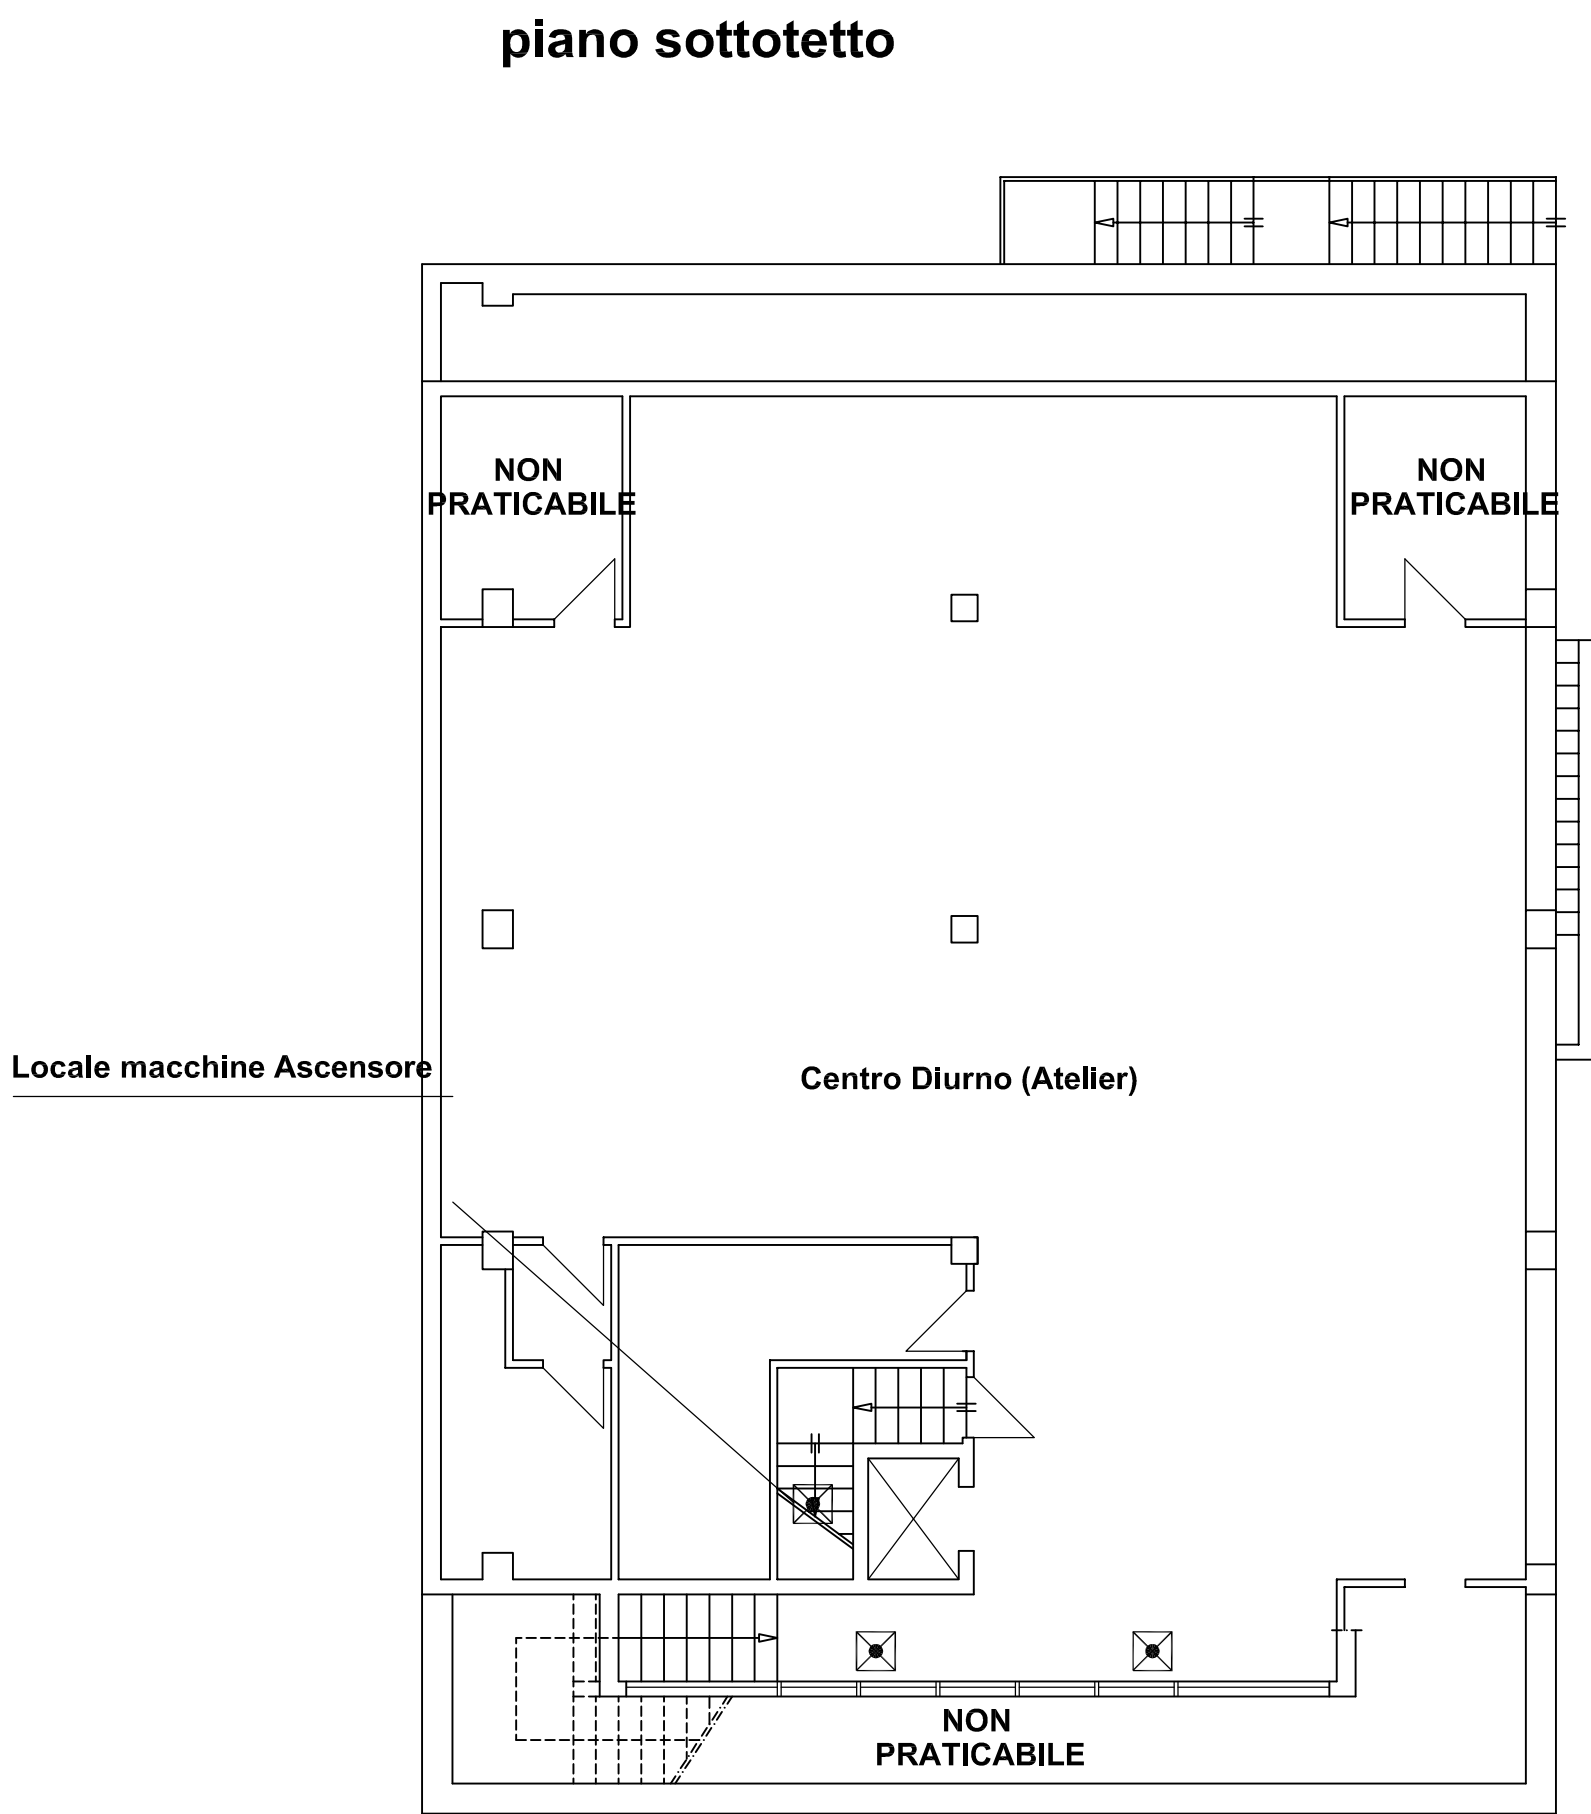 piano sottotetto
NON
PRATICABILE
NON
PRATICABILE
Locale macchine Ascensore
Centro Diurno (Atelier)
NON
PRATICABILE